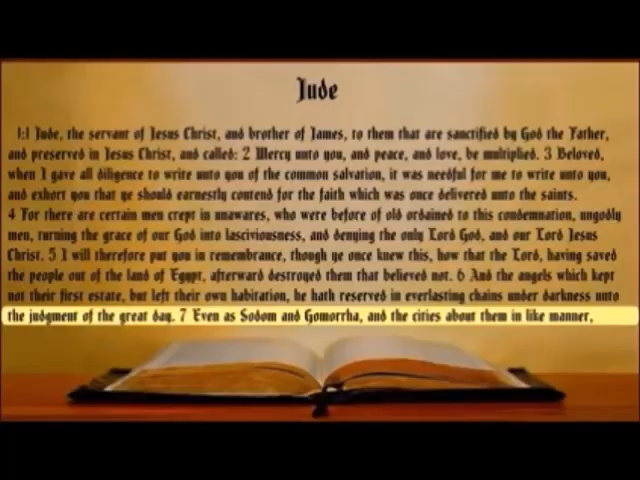 Jude
1:1 Jude, the servant of Jesus Christ, and brother of James, to them that are sanctified by God the Father,
and preserved in Jesus Christ, and called: 2 Mercy unto you, and peace, and love, be multiplied. 3 Beloved,
when I gave all diligence to write unto you of the common salvation, it was needful for me to write unto you,
and exhort you that ye should earnestly contend for the faith which was once delivered unto the saints.
4 For there are certain men crept in unawares, who were before of old ordained to this condemnation, ungodly
men, turning the grace of our God into lasciviousness, and denying the only Lord God, and our Lord Jesus
Christ. 5 I will therefore put you in remembrance, though ye once knew this, how that the Lord, having saved
the people out of the land of Egypt, afterward destroyed them that believed not. 6 And the angels which kept
not their first estate, but left their own habitation, he hath reserved in everlasting chains under darkness unto
the judgment of the great day. 7 Even as Sodom and Gomorrha, and the cities about them in like manner,